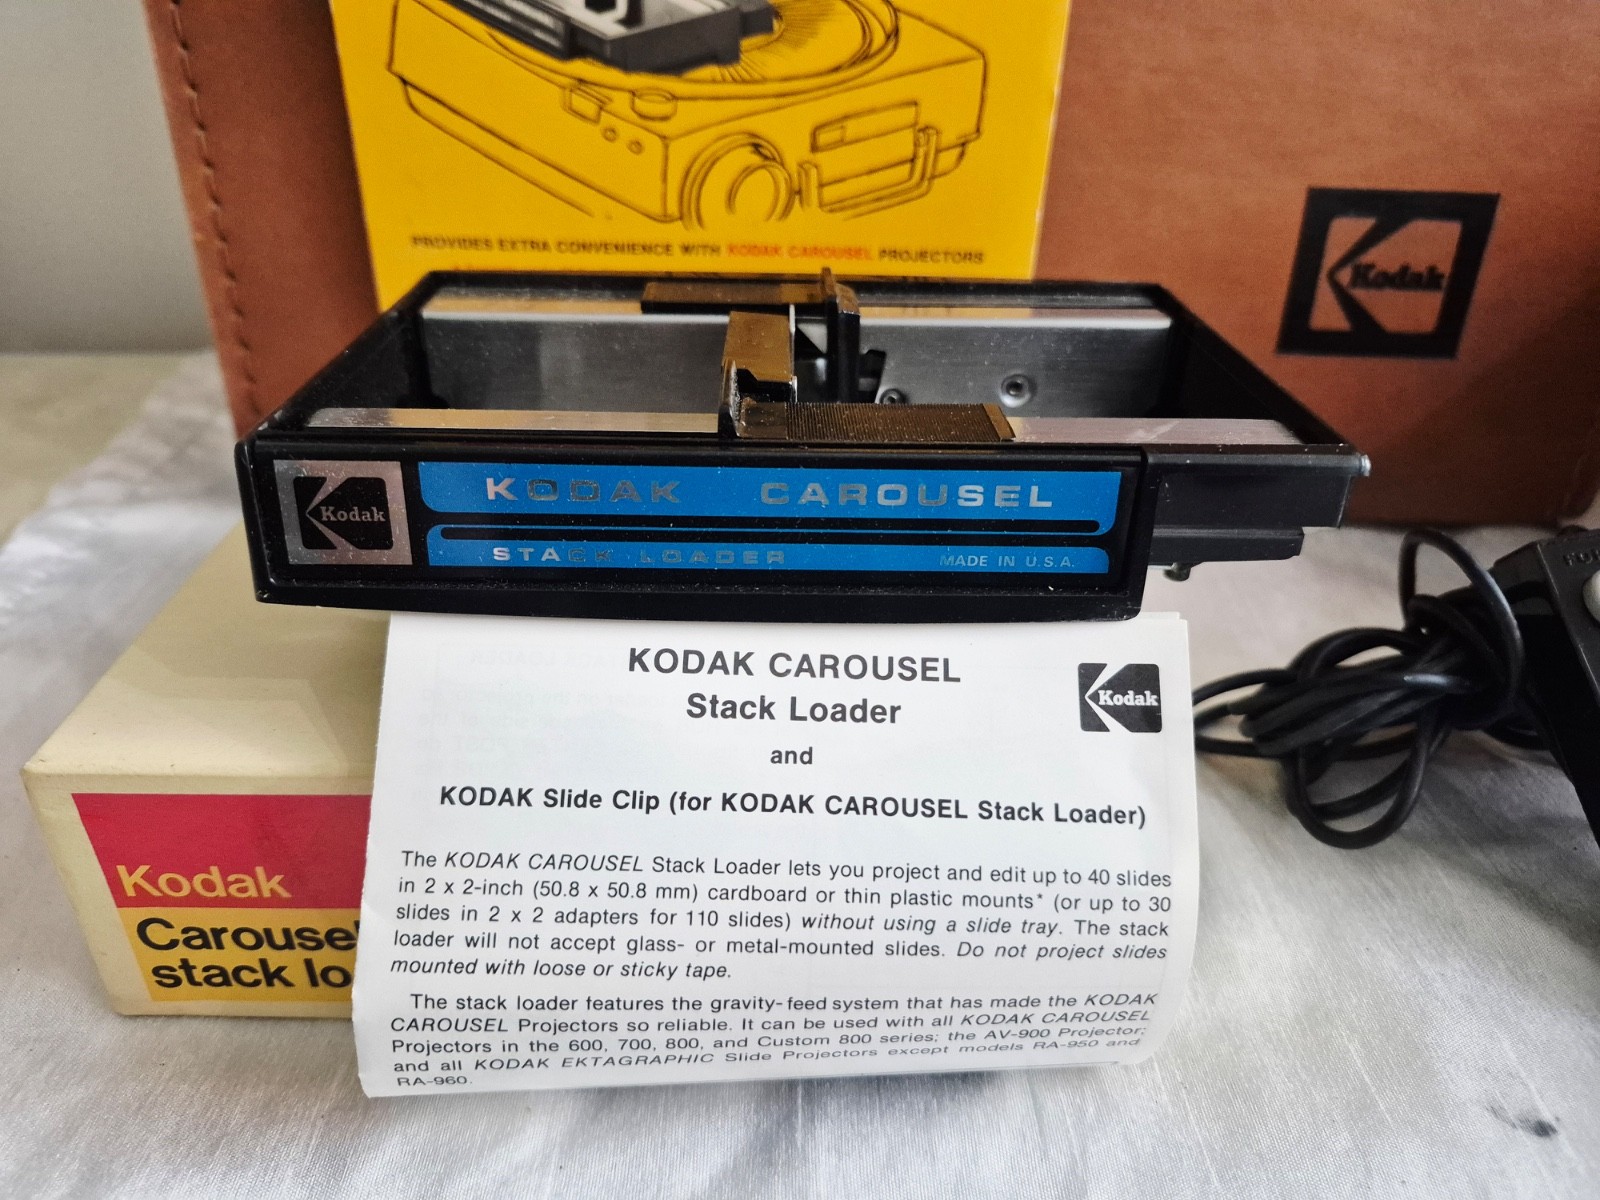 PROVIDES EXTRA CONVENIENCE WITH KODAK CAROUSEL PROJECTORS
Kodak
Kodak
KODAK CAROUSEL
STACK LOADER
MADE IN U.S.A.
KODAK CAROUSEL
Stack Loader
Kodak
and
KODAK Slide Clip (for KODAK CAROUSEL Stack Loader)
The KODAK CAROUSEL Stack Loader lets you project and edit up to 40 slides
in 2 x 2-inch (50.8 x 50.8 mm) cardboard or thin plastic mounts* (or up to 30
slides in 2 x 2 adapters for 110 slides) without using a slide tray. The stack
loader will not accept glass- or metal-mounted slides. Do not project slides
mounted with loose or sticky tape.
The stack loader features the gravity-feed system that has made the KODAK
CAROUSEL Projectors so reliable. It can be used with all KODAK CAROUSEL
Projectors in the 600, 700, 800, and Custom 800 series; the AV-900 Projector;
and all KODAK EKTAGRAPHIC Slide Projectors except models RA-950 and
RA-960.
Kodak
Carousel
stack lo